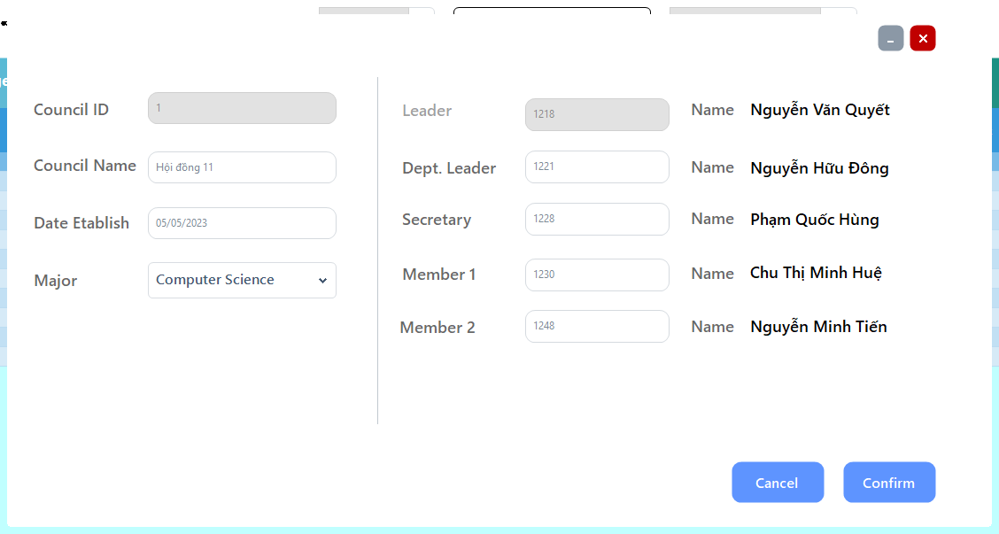 Council ID 1
Council Name Hội đồng 11
Date Etablish 05/05/2023
Major Computer Science
Leader 1218 Name Nguyễn Văn Quyết
Dept. Leader 1221 Name Nguyễn Hữu Đông
Secretary 1228 Name Phạm Quốc Hùng
Member 1 1230 Name Chu Thị Minh Huệ
Member 2 1248 Name Nguyễn Minh Tiến
Cancel Confirm